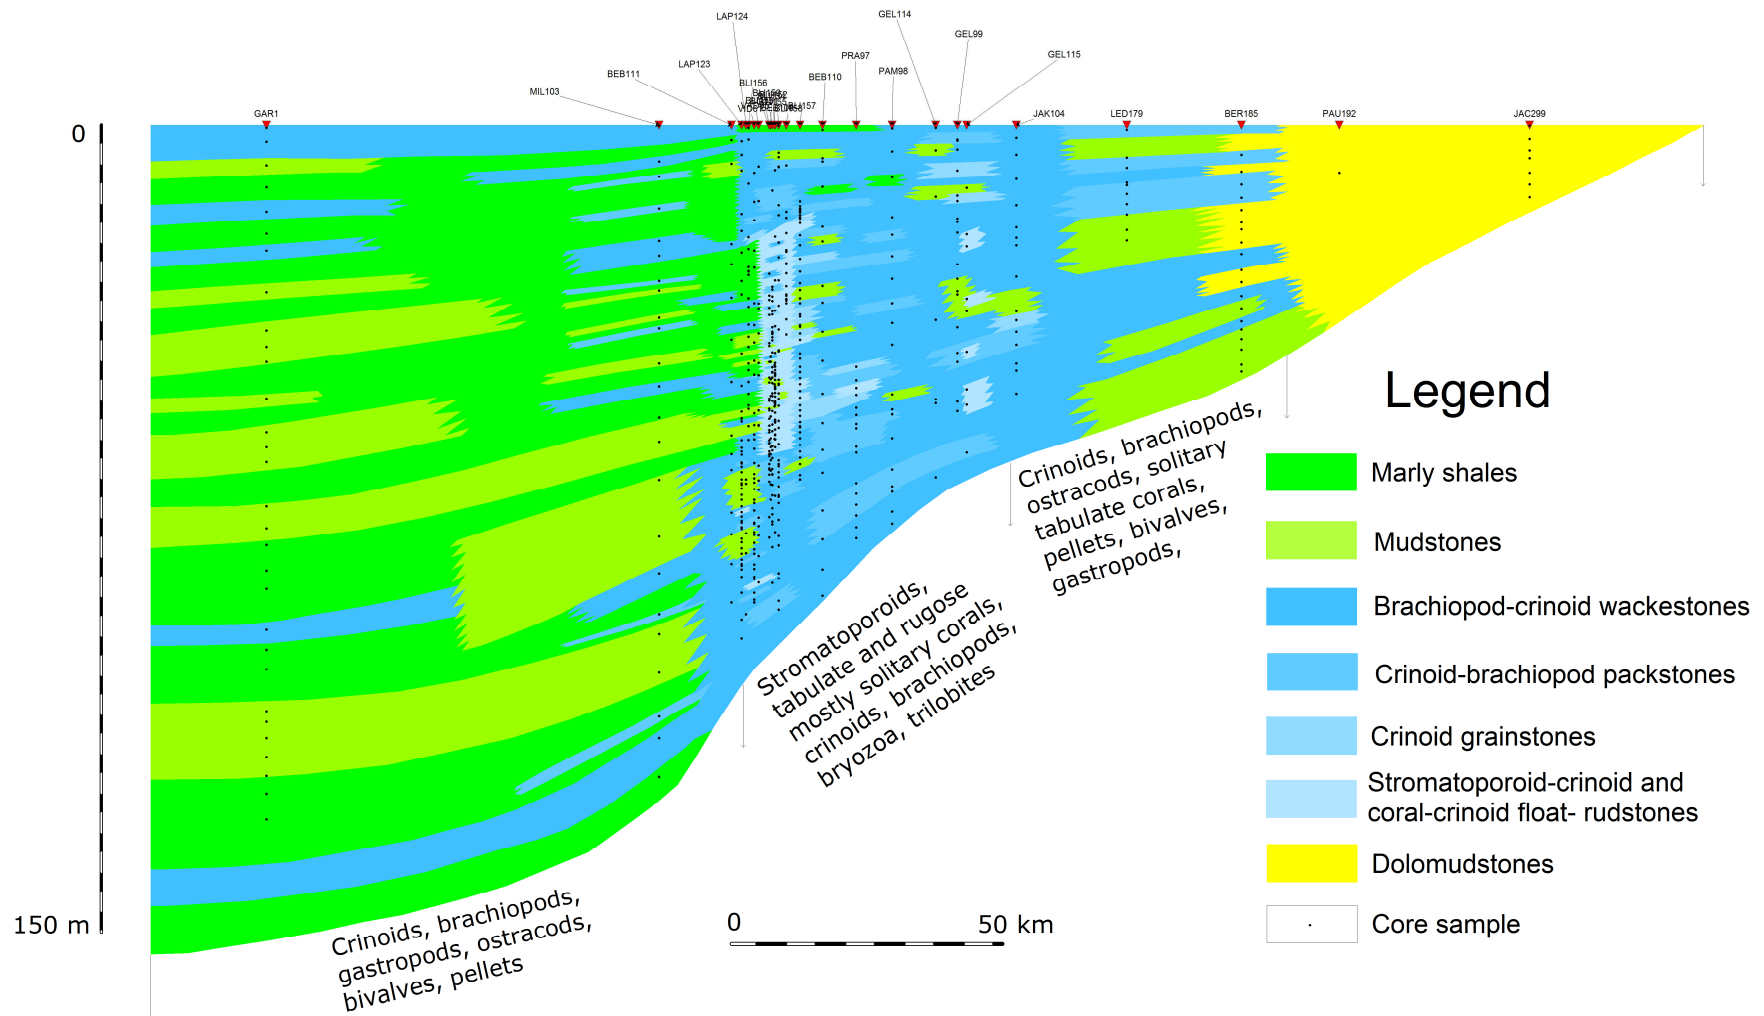 LAP124
GEL114
GEL99
GEL115
PRA97
LAP123
BEB111
PAM98
BEB110
BLI156
MIL103
BLI157
GAR1
JAK104
LED179
BER185
PAU192
JAC299
0
150 m
Legend
Marly shales
Mudstones
Brachiopod-crinoid wackestones
Crinoid-brachiopod packstones
Crinoid grainstones
Stromatoporoid-crinoid and
coral-crinoid float- rudstones
Dolomudstones
Core sample
Crinoids, brachiopods,
ostracods, solitary
tabulate corals,
pellets, bivalves,
gastropods,
Stromatoporoids,
tabulate and rugose
mostly solitary corals,
crinoids, brachiopods,
bryozoa, trilobites
Crinoids, brachiopods,
gastropods, ostracods,
bivalves, pellets
0 50 km